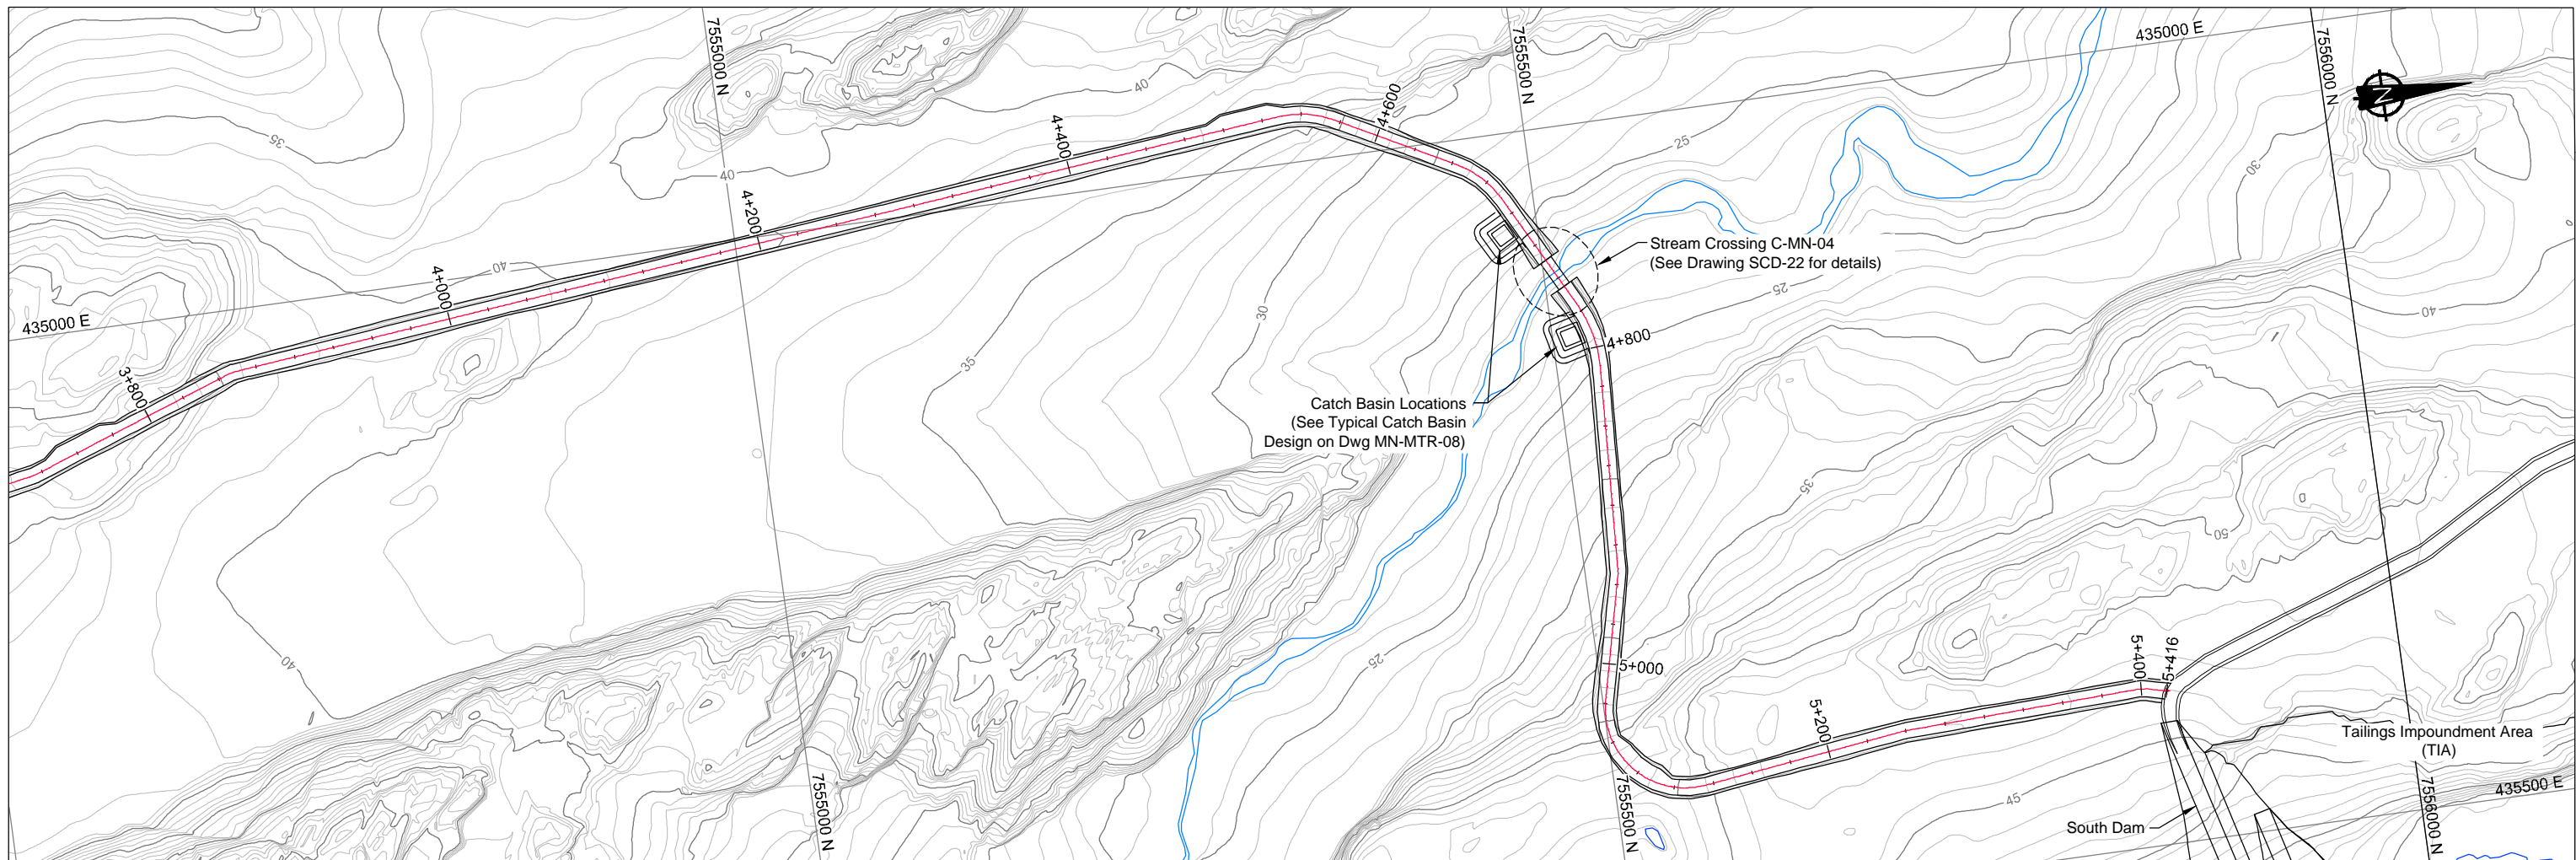 7555000 N
7555500 N
435000 E
7556000 N
N
40
4+600
4+400
35
25
30
40
4+200
Stream Crossing C-MN-04
(See Drawing SCD-22 for details)
40
4+000
25
30
40
435000 E
4+800
35
3+800
Catch Basin Locations
(See Typical Catch Basin
Design on Dwg MN-MTR-08)
35
50
40
25
5+000
5+400
5+416
5+200
Tailings Impoundment Area
(TIA)
7555000 N
7555500 N
45
435500 E
7556000 N
South Dam